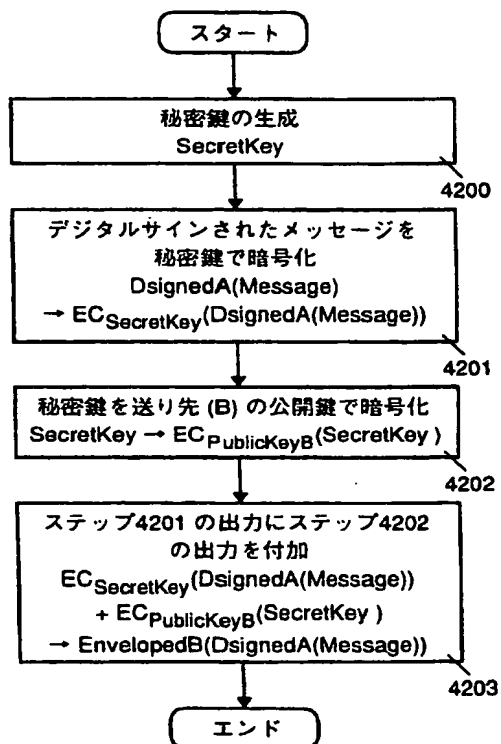 スタート
秘密鍵の生成
SecretKey
4200
デジタルサインされたメッセージを
秘密鍵で暗号化
DsignedA(Message)
→ ECSecretKey(DsignedA(Message))
4201
秘密鍵を送り先 (B) の公開鍵で暗号化
SecretKey → ECPublicKeyB(SecretKey )
4202
ステップ4201 の出力にステップ4202
の出力を付加
ECSecretKey(DsignedA(Message))
+ ECPublicKeyB(SecretKey )
→ EnvelopedB(DsignedA(Message))
4203
エンド